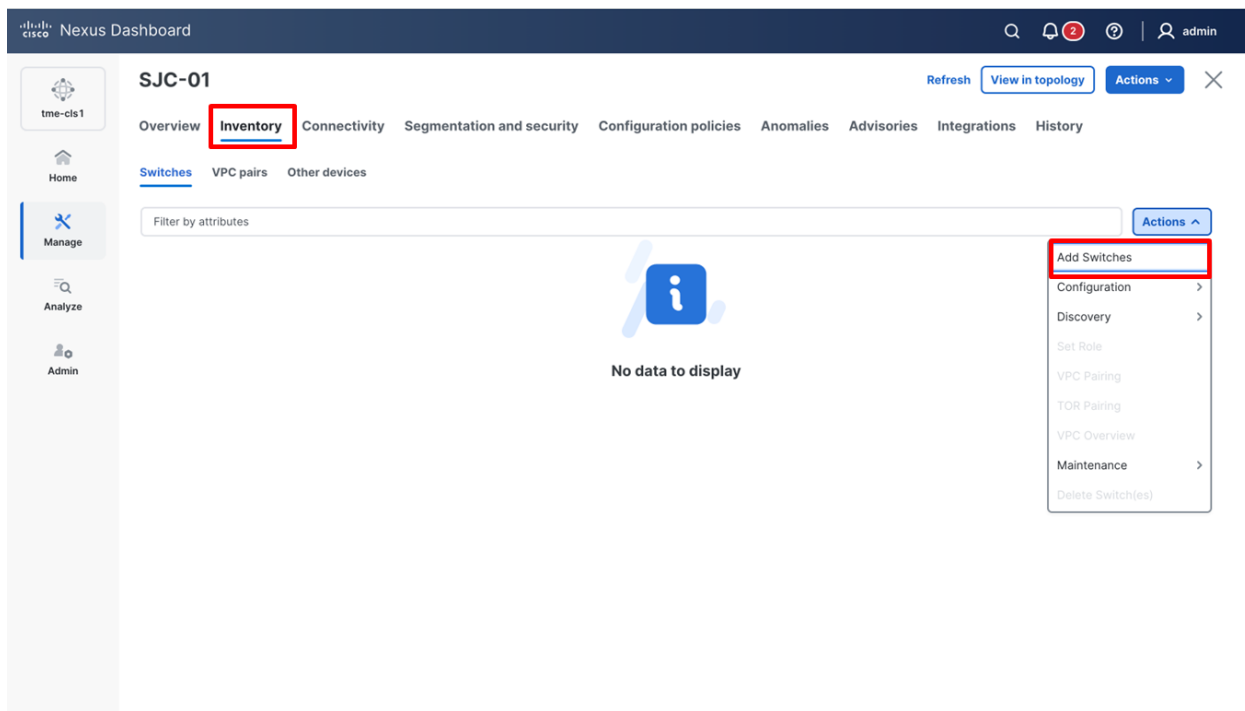 cisco Nexus Dashboard 2 admin
tme-cls1
Home
Manage
Analyze
Admin
SJC-01 Refresh View in topology Actions
Overview Inventory Connectivity Segmentation and security Configuration policies Anomalies Advisories Integrations History
Switches VPC pairs Other devices
Filter by attributes Actions
Add Switches
Configuration
Discovery
Set Role
VPC Pairing
TOR Pairing
VPC Overview
Maintenance
Delete Switch(es)
No data to display